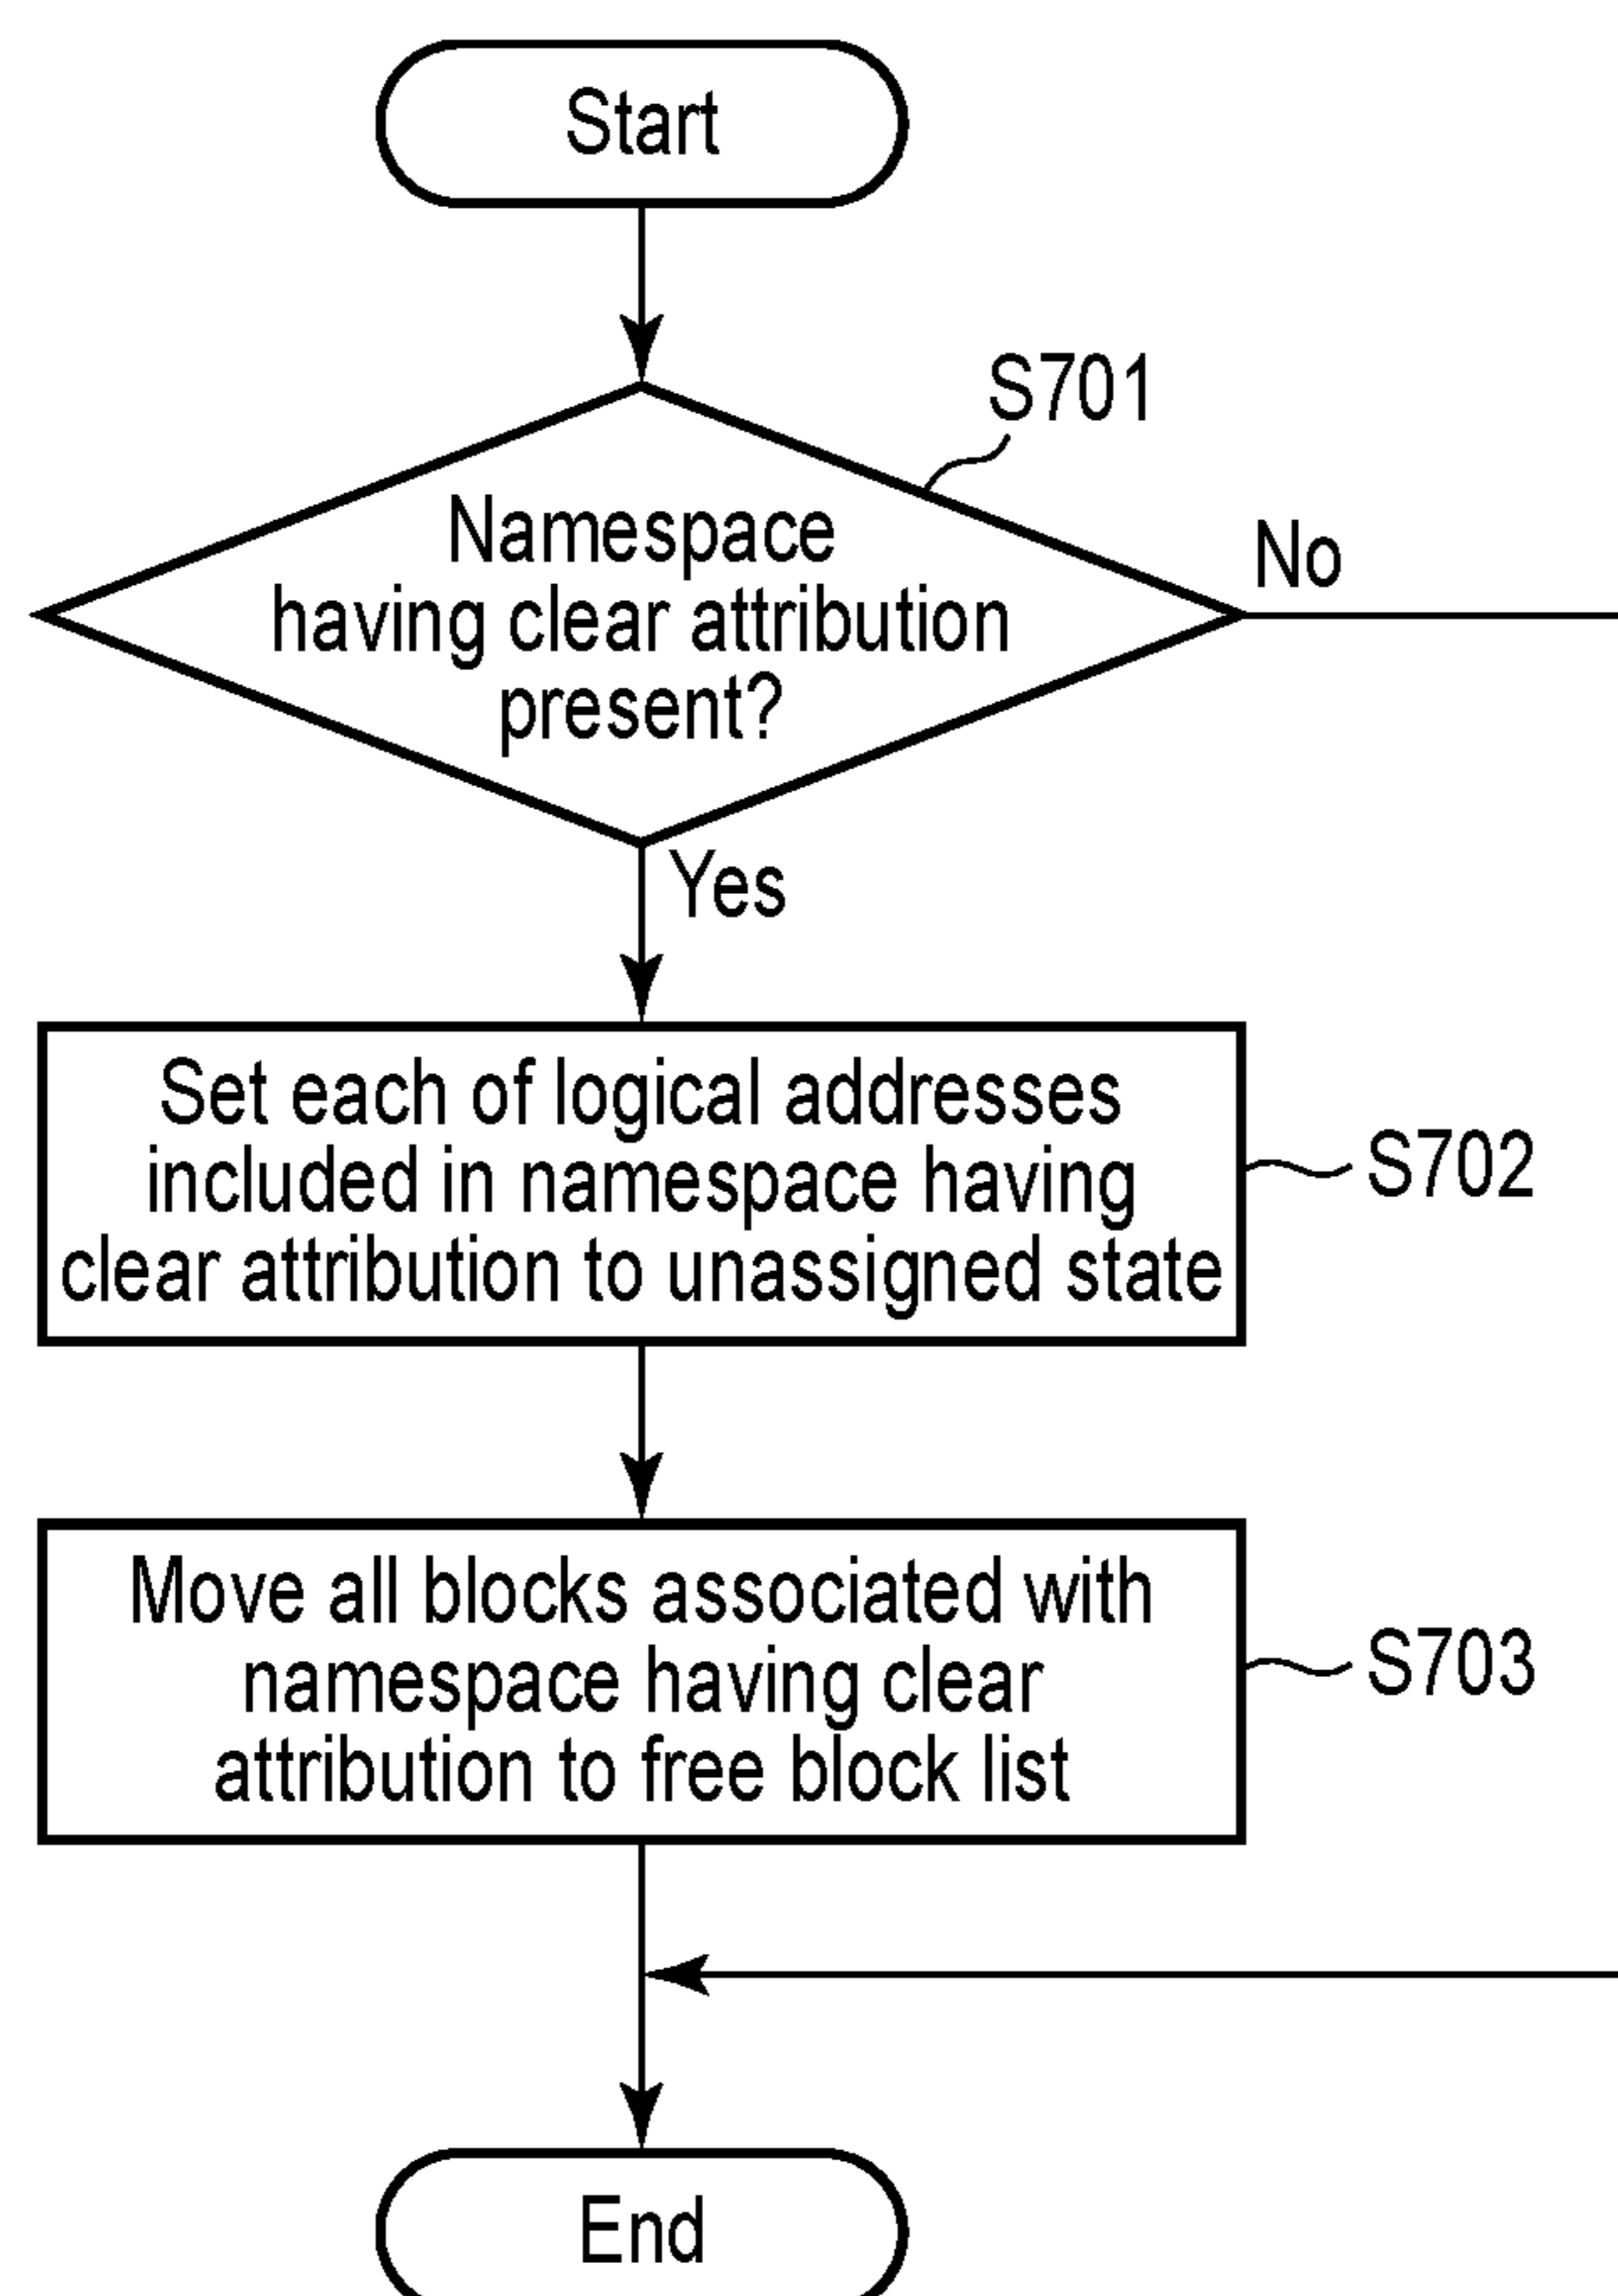 Start
S701
Namespace
having clear attribution
present?
No
Yes
Set each of logical addresses
included in namespace having
clear attribution to unassigned state
S702
Move all blocks associated with
namespace having clear
attribution to free block list
S703
End